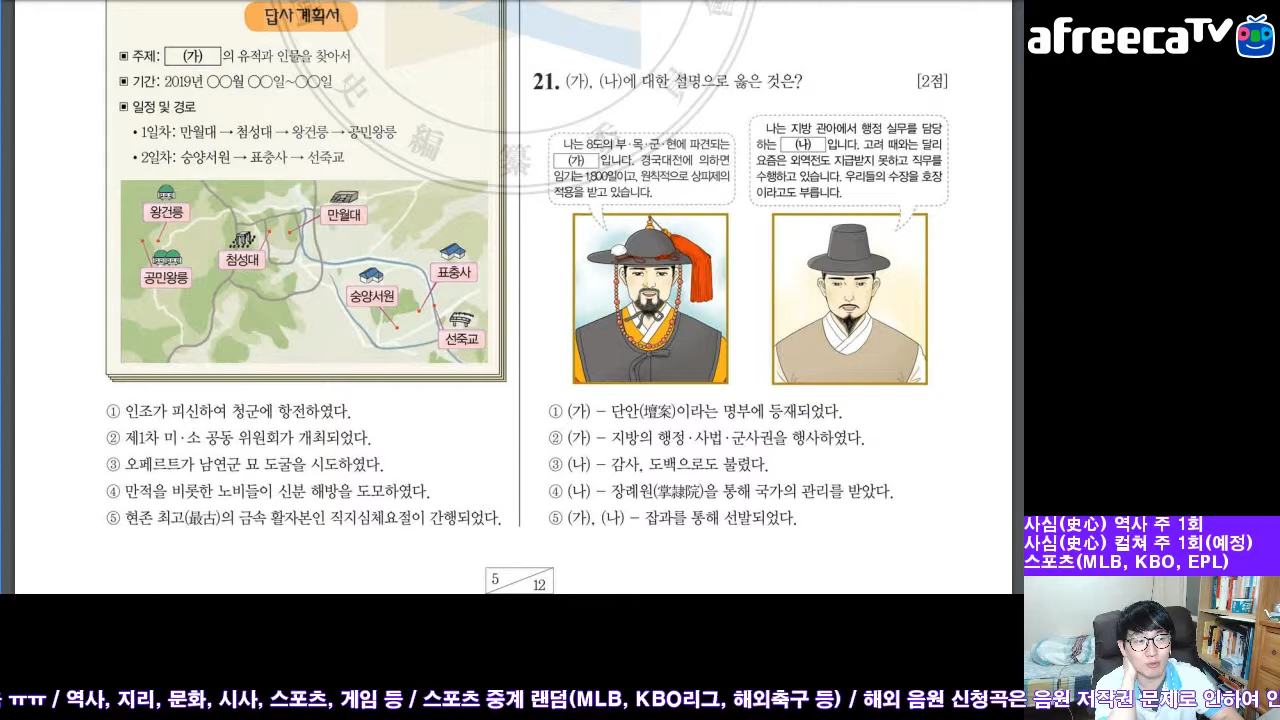 답사 계획서
▣ 주제: (가) 의 유적과 인물을 찾아서
▣ 기간: 2019년 ○○월 ○○일~○○일
▣ 일정 및 경로
• 1일차: 만월대 → 첨성대 → 왕건릉 → 공민왕릉
• 2일차: 숭양서원 → 표충사 → 선죽교
왕건릉
만월대
첨성대
공민왕릉
표충사
숭양서원
선죽교
① 인조가 피신하여 청군에 항전하였다.
② 제1차 미·소 공동 위원회가 개최되었다.
③ 오페르트가 남연군 묘 도굴을 시도하였다.
④ 만적을 비롯한 노비들이 신분 해방을 도모하였다.
⑤ 현존 최고(最古)의 금속 활자본인 직지심체요절이 간행되었다.
21. (가), (나)에 대한 설명으로 옳은 것은? [2점]
나는 8도의 부·목·군·현에 파견되는
(가) 입니다. 경국대전에 의하면
임기는 1,800일이고, 원칙적으로 상피제의
적용을 받고 있습니다.
나는 지방 관아에서 행정 실무를 담당
하는 (나) 입니다. 고려 때와는 달리
요즘은 외역전도 지급받지 못하고 직무를
수행하고 있습니다. 우리들의 수장을 호장
이라고도 부릅니다.
① (가) – 단안(壇案)이라는 명부에 등재되었다.
② (가) – 지방의 행정·사법·군사권을 행사하였다.
③ (나) – 감사, 도백으로도 불렸다.
④ (나) – 장례원(掌隷院)을 통해 국가의 관리를 받았다.
⑤ (가), (나) – 잡과를 통해 선발되었다.
5
12
史
編
纂
afreecaTV
사심(史心) 역사 주 1회
사심(史心) 컬쳐 주 1회(예정)
스포츠(MLB, KBO, EPL)
ㅠㅠ / 역사, 지리, 문화, 시사, 스포츠, 게임 등 / 스포츠 중계 랜덤(MLB, KBO리그, 해외축구 등) / 해외 음원 신청곡은 음원 저작권 문제로 인하여